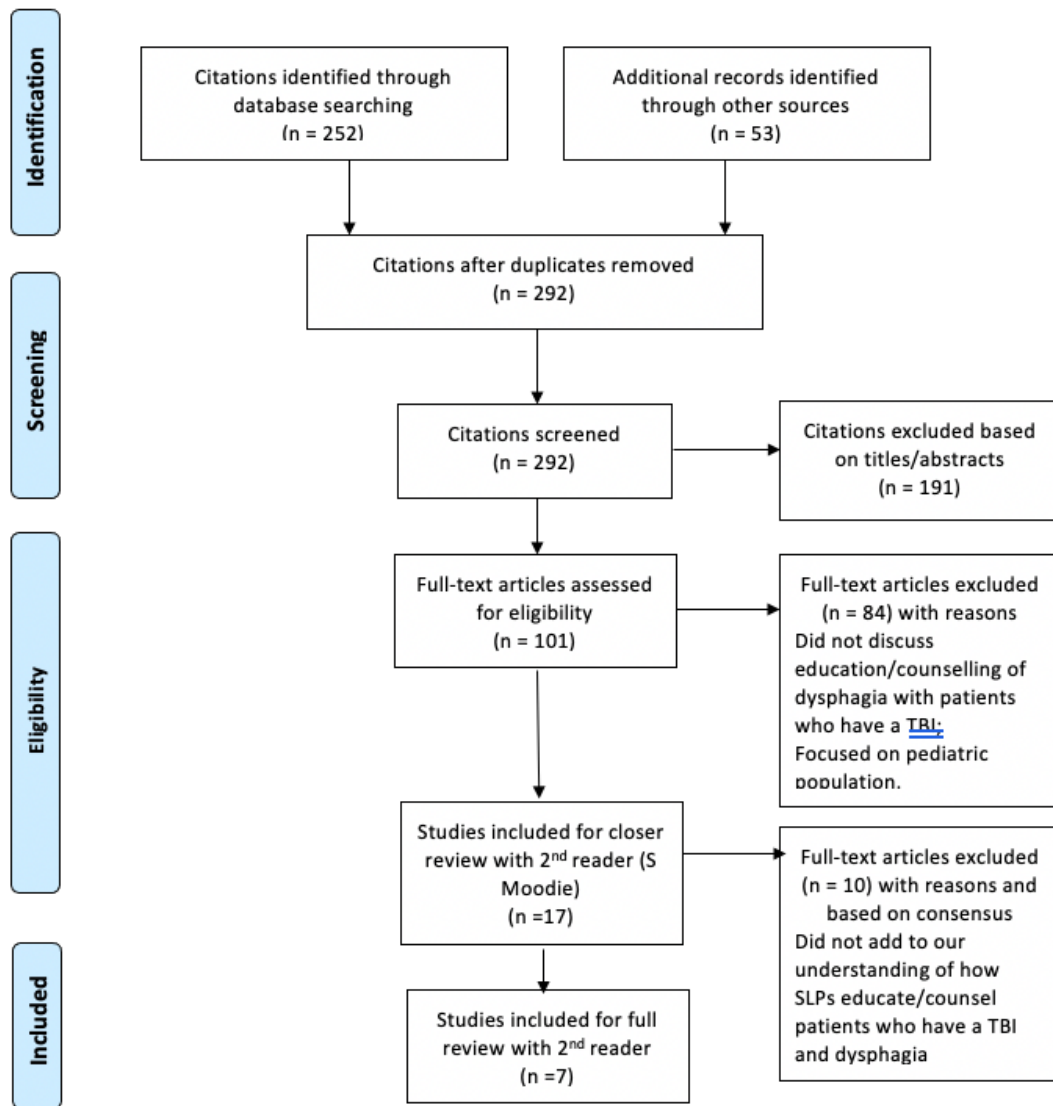 Identification
Citations identified through
database searching
(n = 252)
Additional records identified
through other sources
(n = 53)
Citations after duplicates removed
(n = 292)
Screening
Citations screened
(n = 292)
Citations excluded based
on titles/abstracts
(n = 191)
Eligibility
Full-text articles assessed
for eligibility
(n = 101)
Full-text articles excluded
(n = 84) with reasons
Did not discuss
education/counselling of
dysphagia with patients
who have a TBI;
Focused on pediatric
population.
Studies included for closer
review with 2nd reader (S
Moodie)
(n =17)
Full-text articles excluded
(n = 10) with reasons and
based on consensus
Did not add to our
understanding of how
SLPs educate/counsel
patients who have a TBI
and dysphagia
Included
Studies included for full
review with 2nd reader
(n =7)